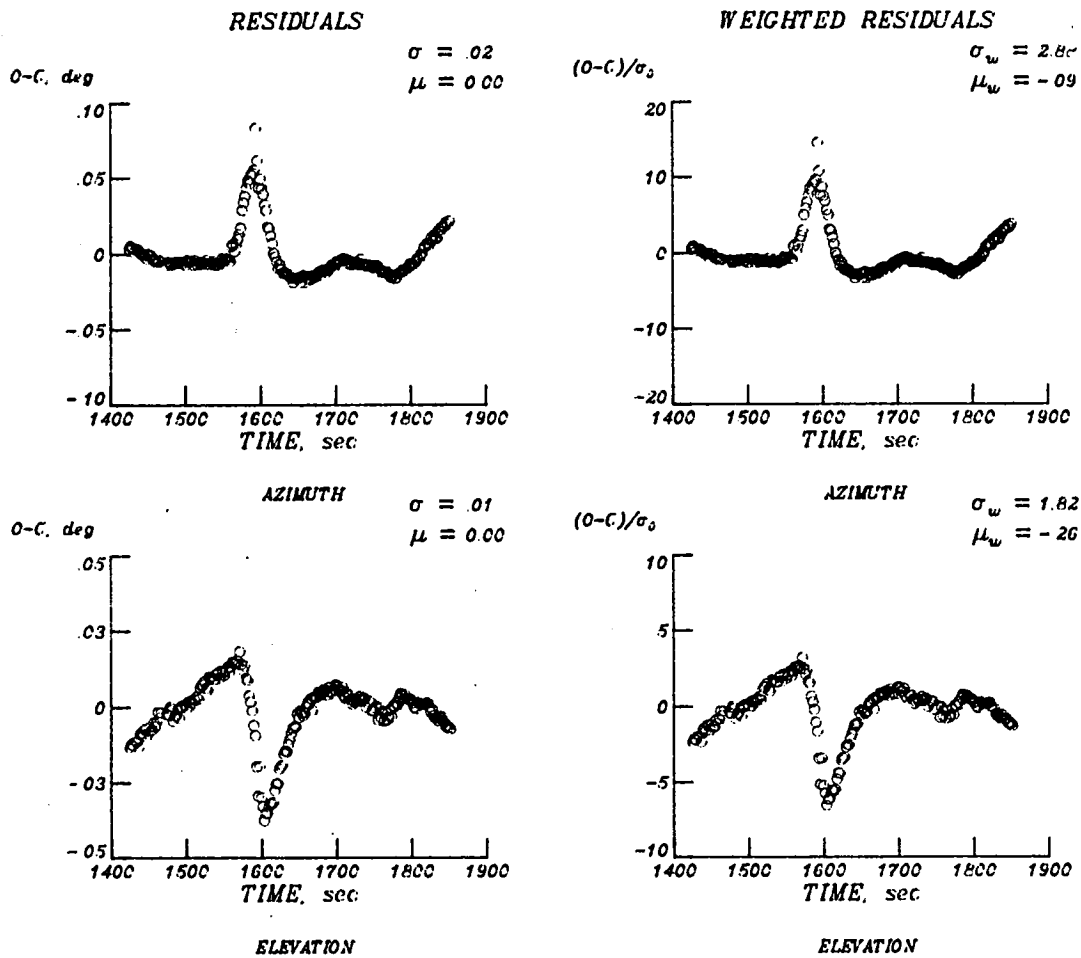 RESIDUALS
σ = .02
μ = 0.00
O-C, deg
.10
.05
0
-.05
-.10
1400 1500 1600 1700 1800 1900
TIME, sec
AZIMUTH
WEIGHTED RESIDUALS
σw =
μw = -.09
(O-C)/σ0
20
10
0
-10
-20
1400 1500 1600 1700 1800 1900
TIME, sec
AZIMUTH
σ = .01
μ = 0.00
O-C, deg
.05
.03
0
-.03
-.05
1400 1500 1600 1700 1800 1900
TIME, sec
ELEVATION
σw = 1.82
μw = -.26
(O-C)/σ0
10
5
0
-5
-10
1400 1500 1600 1700 1800 1900
TIME, sec
ELEVATION